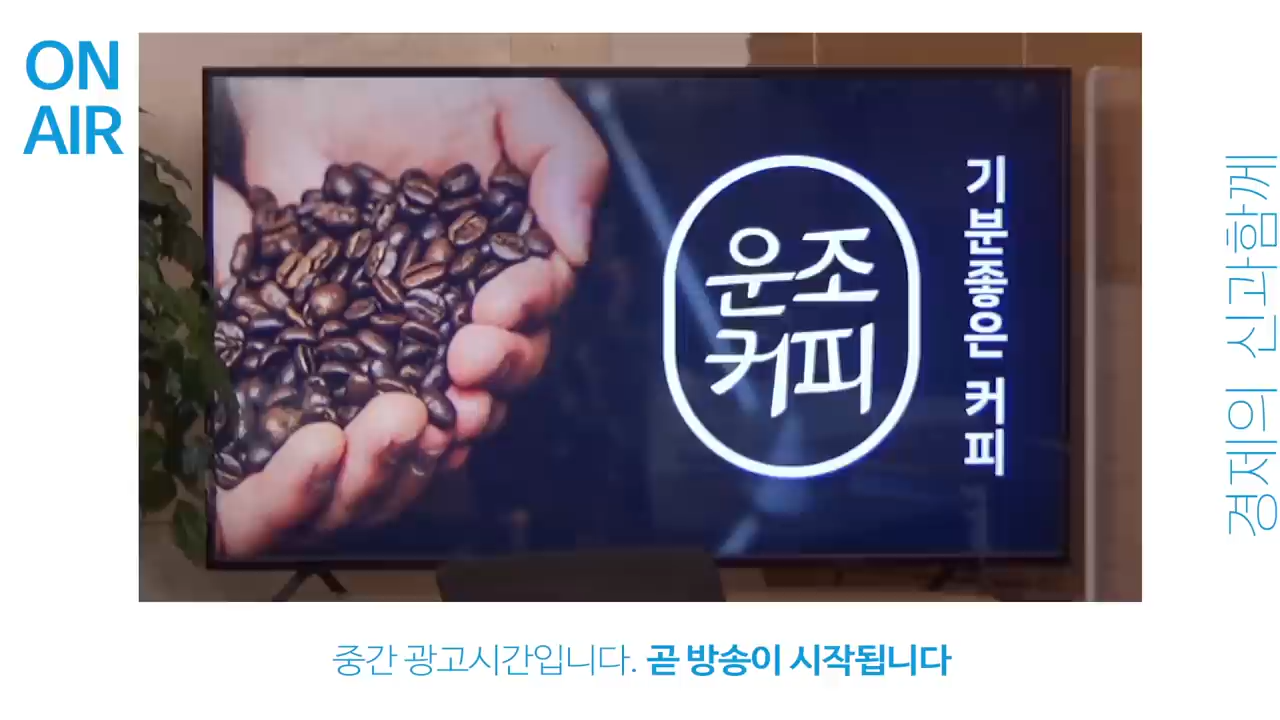 ON
AIR
운조
커피
기분좋은 커피
경제의 신과함께
중간 광고시간입니다. 곧 방송이 시작됩니다